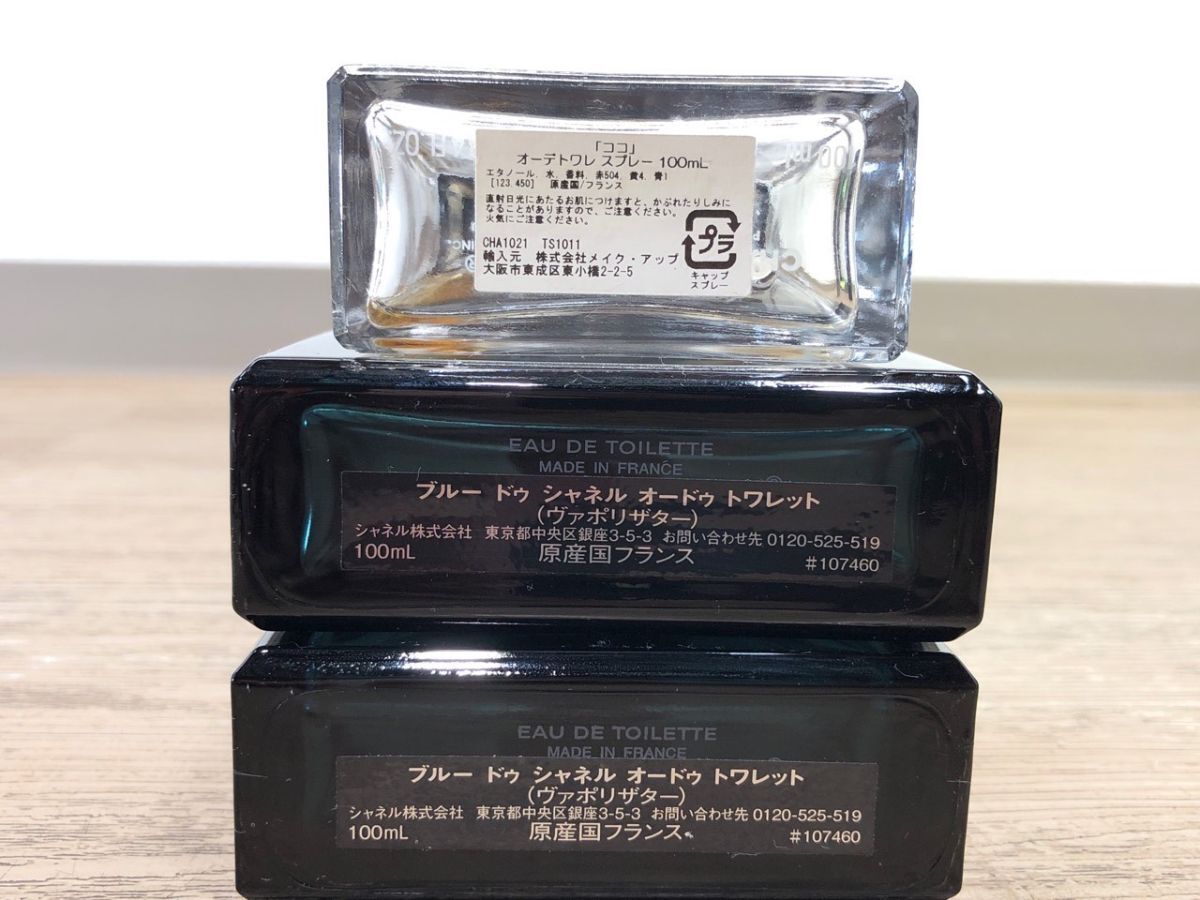 「ココ」
オーデトワレ スプレー 100mL
エタノール、水、香料、赤504、黄4、青1
[123.450] 原産国/フランス
直射日光にあたるお肌につけますと、かぶれたりしみに
なることがありますので、ご注意ください。
火気にご注意ください。
CHA1021 TS1011
輸入元 株式会社メイク・アップ
大阪市東成区東小橋2-2-5
プラ
キャップ
スプレー
EAU DE TOILETTE
MADE IN FRANCE
ブルー ドゥ シャネル オードゥ トワレット
(ヴァポリザター)
シャネル株式会社 東京都中央区銀座3-5-3 お問い合わせ先 0120-525-519
100mL 原産国フランス #107460
EAU DE TOILETTE
MADE IN FRANCE
ブルー ドゥ シャネル オードゥ トワレット
(ヴァポリザター)
シャネル株式会社 東京都中央区銀座3-5-3 お問い合わせ先 0120-525-519
100mL 原産国フランス #107460